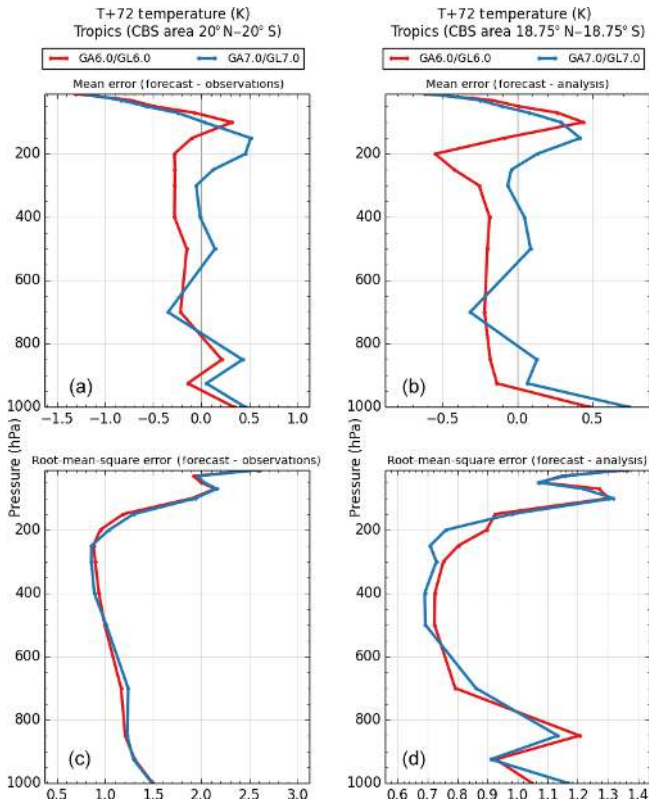 T+72 temperature (K)
Tropics (CBS area 20°N–20°S)
GA6.0/GL6.0 GA7.0/GL7.0
Mean error (forecast - observations)
200
400
600
800
1000
(a)
−1.5 −1.0 −0.5 0.0 0.5 1.0
T+72 temperature (K)
Tropics (CBS area 18.75°N–18.75°S)
GA6.0/GL6.0 GA7.0/GL7.0
Mean error (forecast - analysis)
200
400
600
800
1000
(b)
−0.5 0.0 0.5
Pressure (hPa)
Root-mean-square error (forecast - observations)
200
400
600
800
1000
(c)
0.5 1.0 1.5 2.0 2.5 3.0
Pressure (hPa)
Root-mean-square error (forecast - analysis)
200
400
600
800
1000
(d)
0.6 0.7 0.8 0.9 1.0 1.1 1.2 1.3 1.4